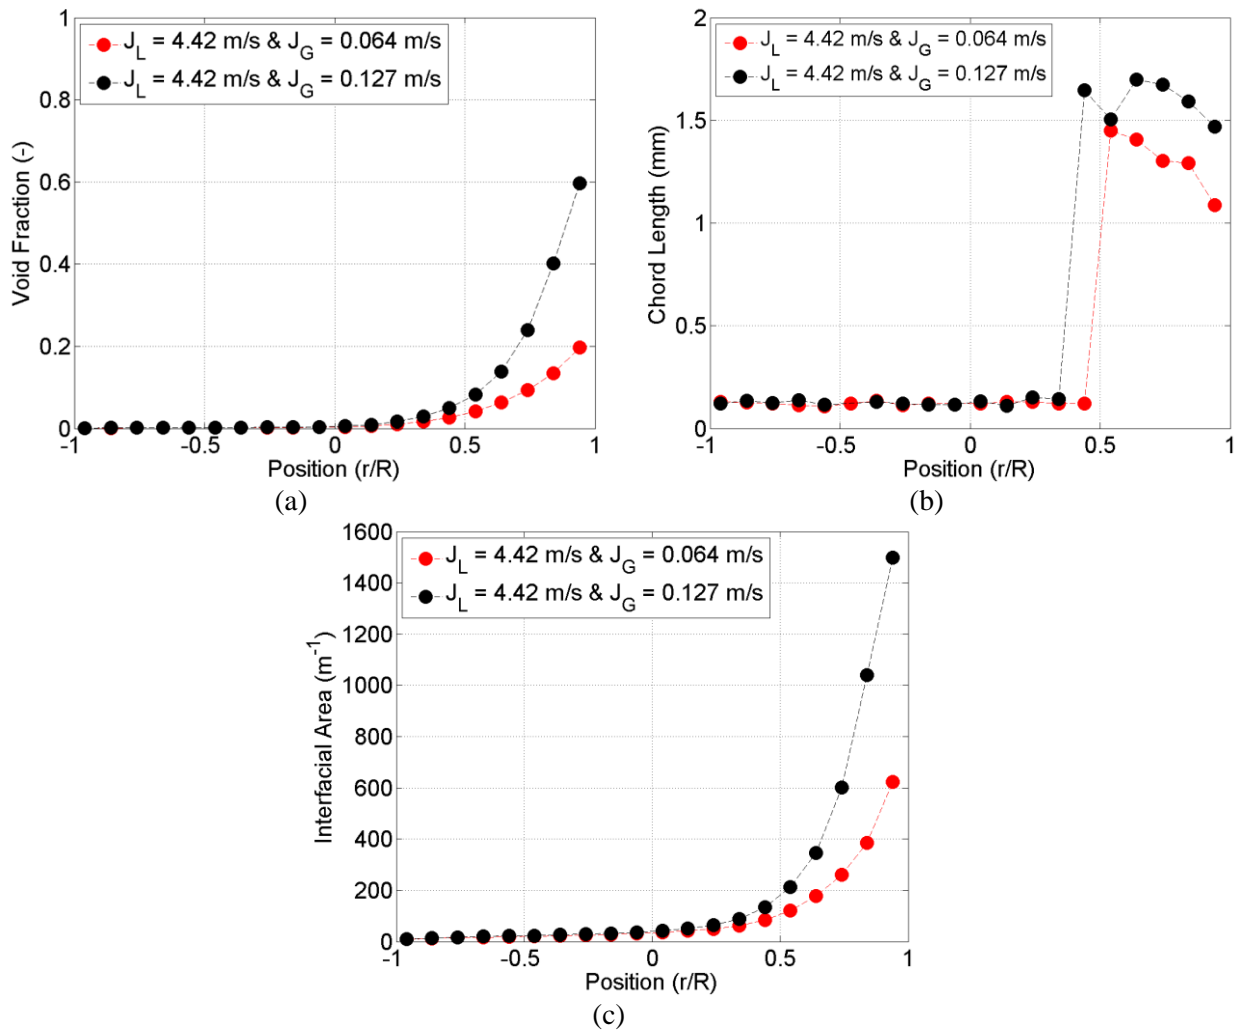 1
0.8
0.6
0.4
0.2
0
-1
-0.5
0
0.5
1
Void Fraction (-)
Position (r/R)
J_L = 4.42 m/s & J_G = 0.064 m/s
J_L = 4.42 m/s & J_G = 0.127 m/s
(a)
2
1.5
1
0.5
0
-1
-0.5
0
0.5
1
Chord Length (mm)
Position (r/R)
J_L = 4.42 m/s & J_G = 0.064 m/s
J_L = 4.42 m/s & J_G = 0.127 m/s
(b)
1600
1400
1200
1000
800
600
400
200
0
-1
-0.5
0
0.5
1
Interfacial Area (m^-1)
Position (r/R)
J_L = 4.42 m/s & J_G = 0.064 m/s
J_L = 4.42 m/s & J_G = 0.127 m/s
(c)